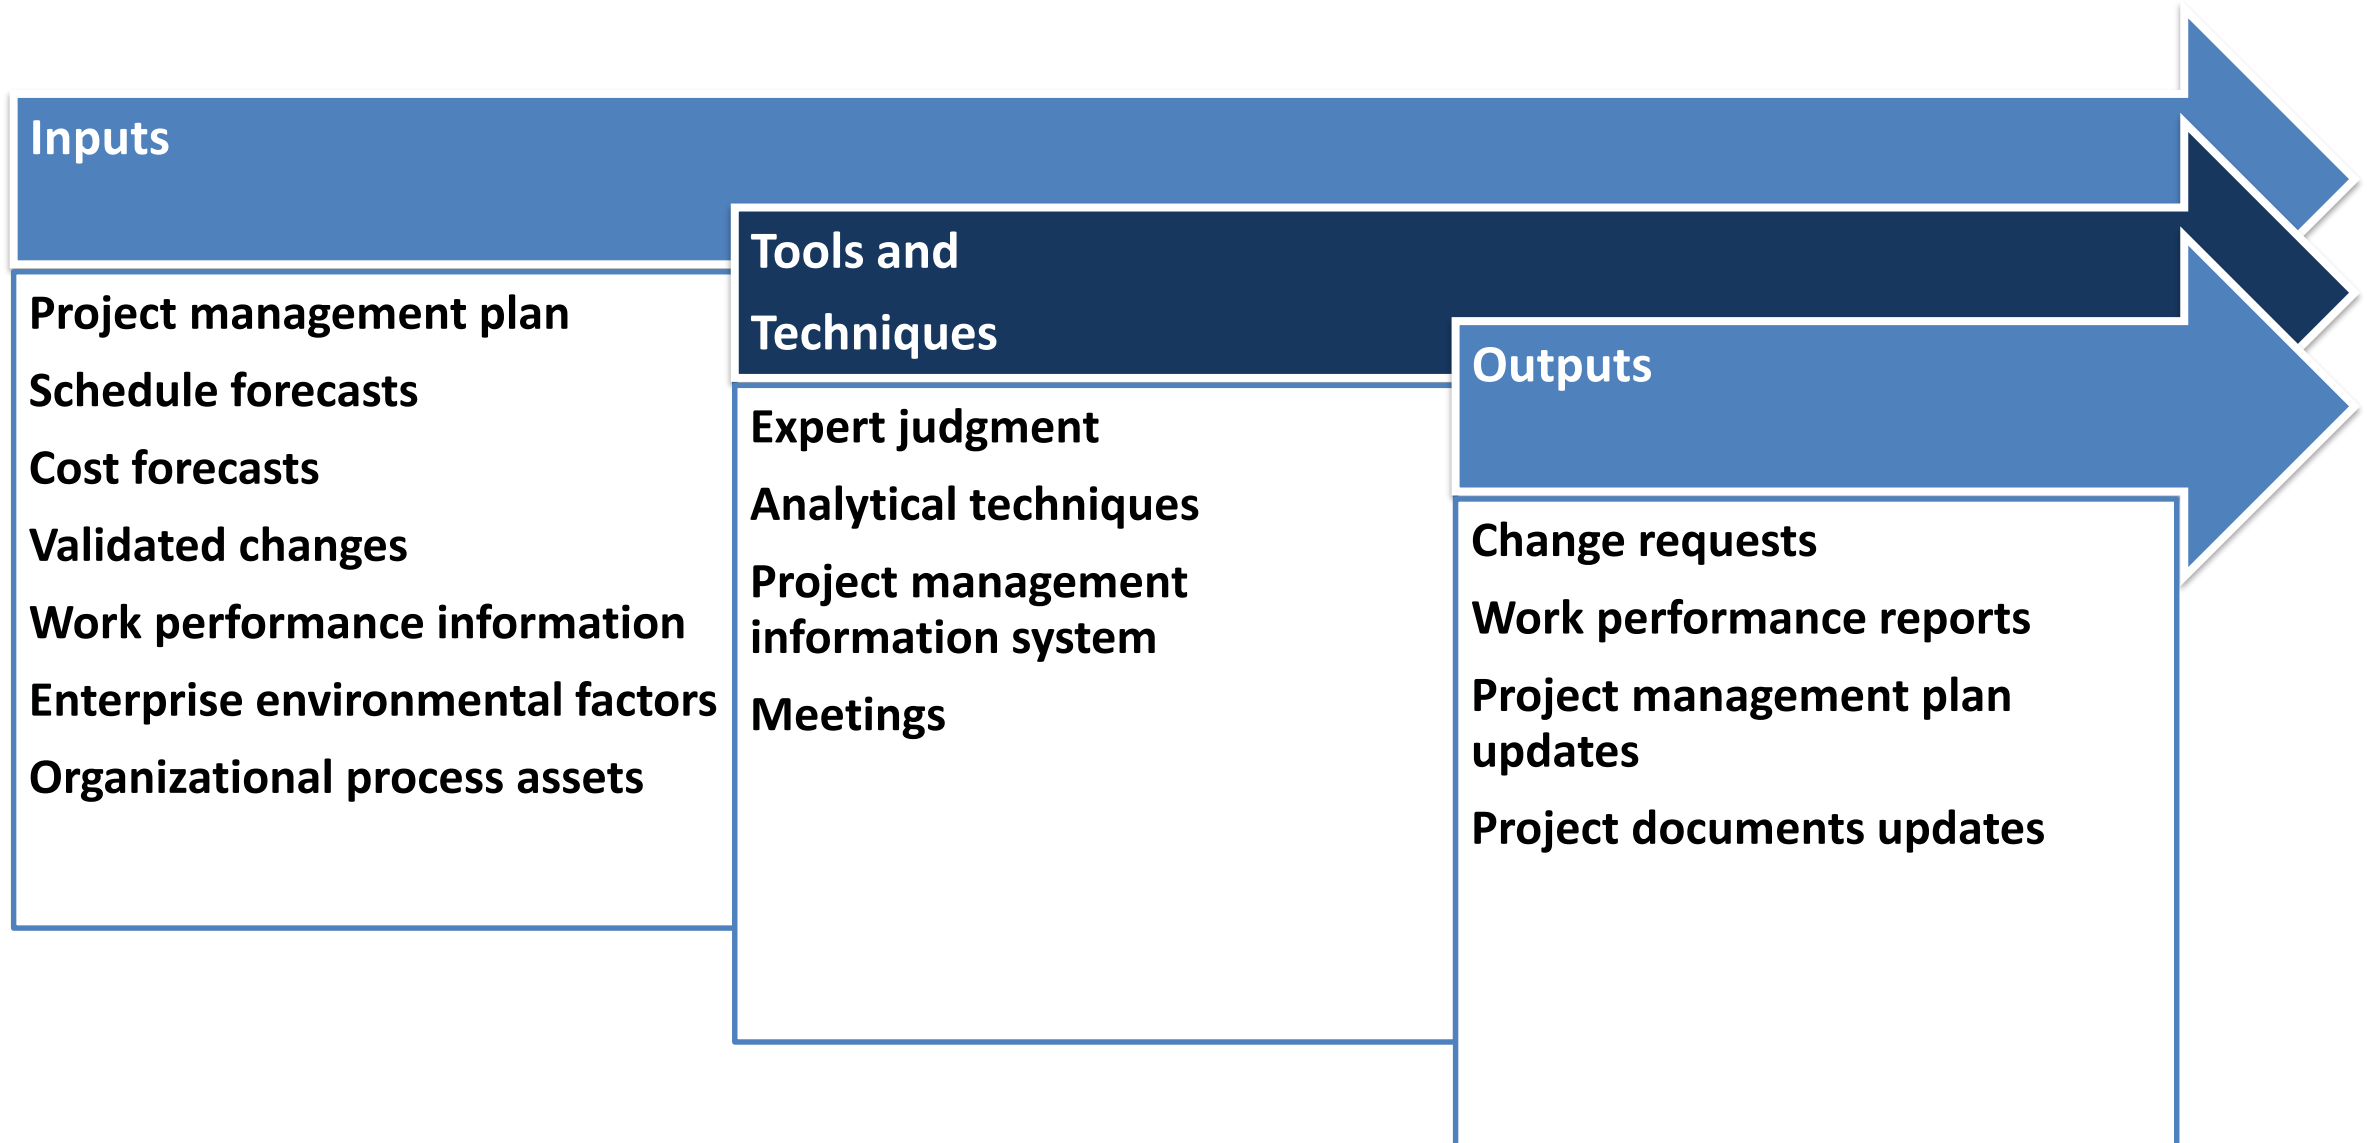 Inputs
Project management plan
Schedule forecasts
Cost forecasts
Validated changes
Work performance information
Enterprise environmental factors
Organizational process assets
Tools and
Techniques
Expert judgment
Analytical techniques
Project management
information system
Meetings
Outputs
Change requests
Work performance reports
Project management plan
updates
Project documents updates